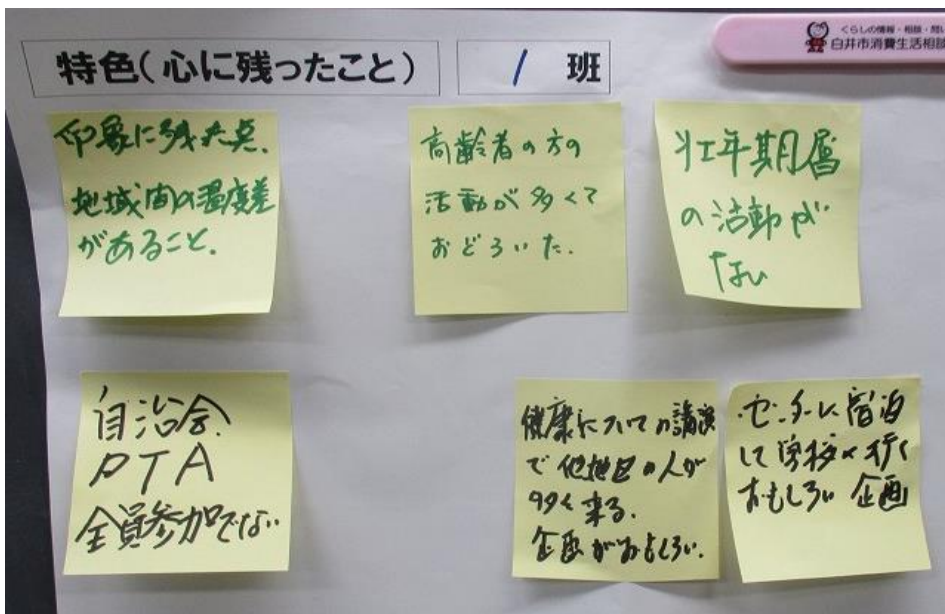 くらしの情報・相談・問い
白井市消費生活相談
特色(心に残ったこと)
1 班
印象に残った点、
地域間の温度差
があること。
高齢者の方の
活動が多くて
おどろいた。
壮年期層
の活動が
ない
自治会、
PTA
全員参加でない
健康についての講演
で他地区の人が
多く来る。
企画がおもしろい。
・センターに宿泊
して学校へ行く
おもしろい企画